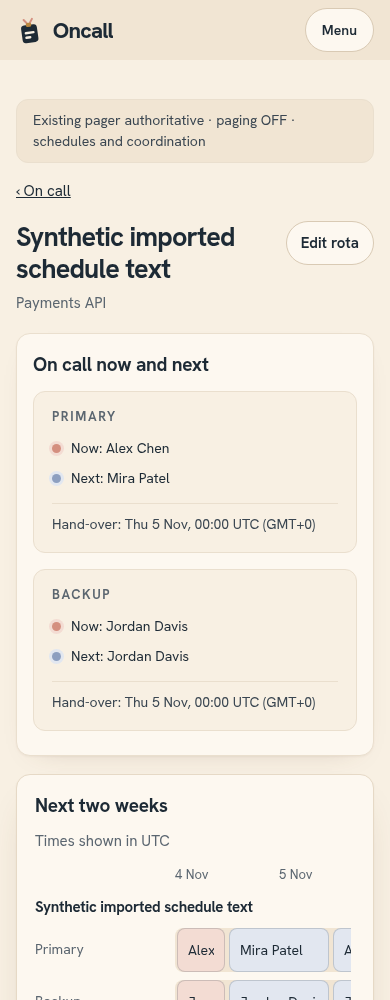 Oncall
Menu
Existing pager authoritative · paging OFF ·
schedules and coordination
‹ On call
Synthetic imported
schedule text
Edit rota
Payments API
On call now and next
PRIMARY
Now: Alex Chen
Next: Mira Patel
Hand-over: Thu 5 Nov, 00:00 UTC (GMT+0)
BACKUP
Now: Jordan Davis
Next: Jordan Davis
Hand-over: Thu 5 Nov, 00:00 UTC (GMT+0)
Next two weeks
Times shown in UTC
4 Nov 5 Nov
Synthetic imported schedule text
Primary Alex Mira Patel A